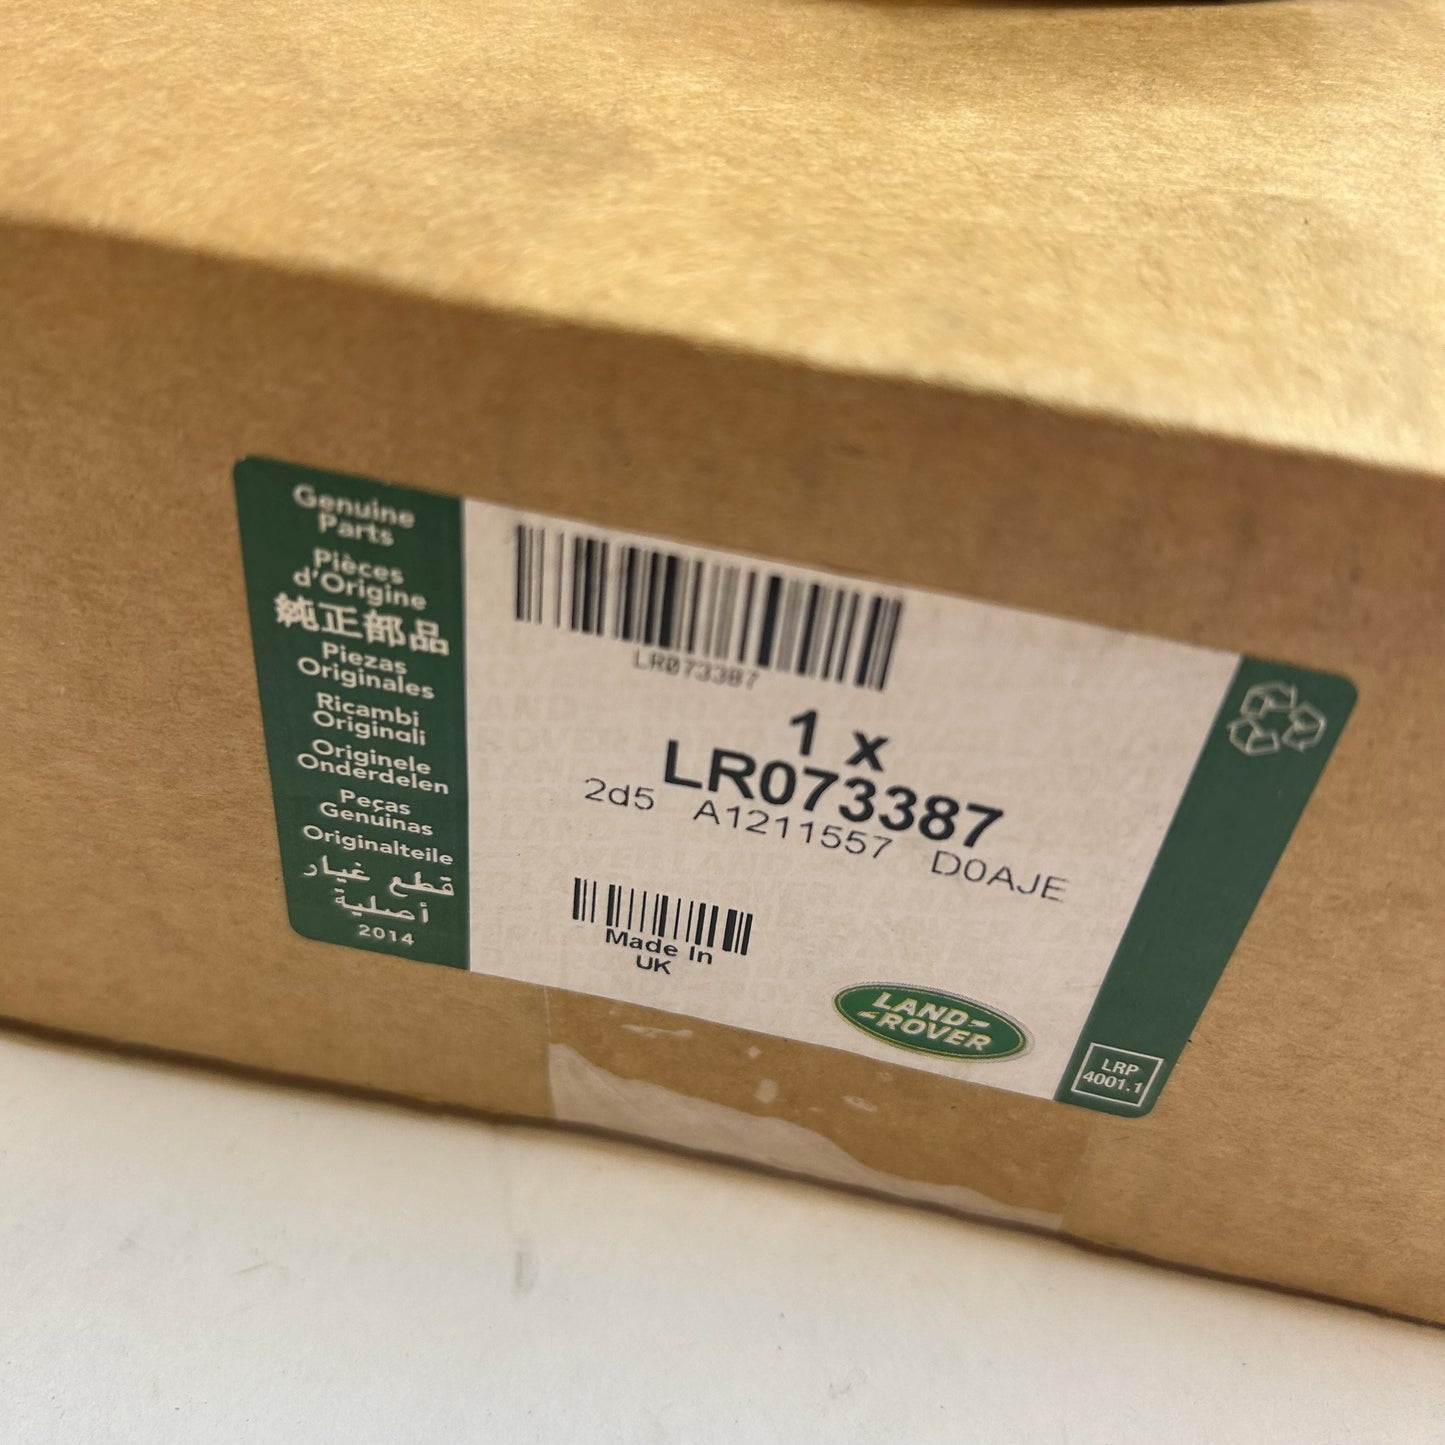 Genuine
Parts
Pièces
d'Origine
純正部品
Piezas
Originales
Ricambi
Originali
Originele
Onderdelen
Peças
Genuinas
Originalteile
قطع غيار
أصلية
2014
LR073387
1 x
LR073387
2d5 A1211557 D0AJE
Made In
UK
LAND-
-ROVER
LRP
4001.1